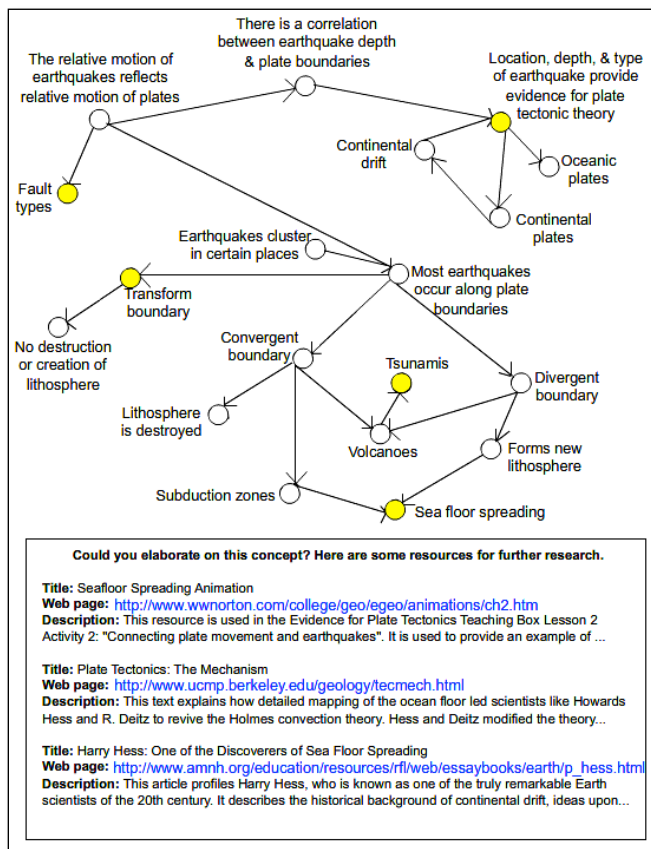 There is a correlation
between earthquake depth
& plate boundaries
The relative motion of
earthquakes reflects
relative motion of plates
Location, depth, & type
of earthquake provide
evidence for plate
tectonic theory
Continental
drift
Oceanic
plates
Fault
types
Continental
plates
Earthquakes cluster
in certain places
Most earthquakes
occur along plate
boundaries
Transform
boundary
No destruction
or creation of
lithosphere
Convergent
boundary
Tsunamis
Divergent
boundary
Lithosphere
is destroyed
Volcanoes
Forms new
lithosphere
Subduction zones
Sea floor spreading
Could you elaborate on this concept? Here are some resources for further research.
Title: Seafloor Spreading Animation
Web page: http://www.wwnorton.com/college/geo/egeo/animations/ch2.htm
Description: This resource is used in the Evidence for Plate Tectonics Teaching Box Lesson 2
Activity 2: "Connecting plate movement and earthquakes". It is used to provide an example of ...
Title: Plate Tectonics: The Mechanism
Web page: http://www.ucmp.berkeley.edu/geology/tecmech.html
Description: This text explains how detailed mapping of the ocean floor led scientists like Howards
Hess and R. Deitz to revive the Holmes convection theory. Hess and Deitz modified the theory...
Title: Harry Hess: One of the Discoverers of Sea Floor Spreading
Web page: http://www.amnh.org/education/resources/rfl/web/essaybooks/earth/p_hess.html
Description: This article profiles Harry Hess, who is known as one of the truly remarkable Earth
scientists of the 20th century. It describes the historical background of continental drift, ideas upon...